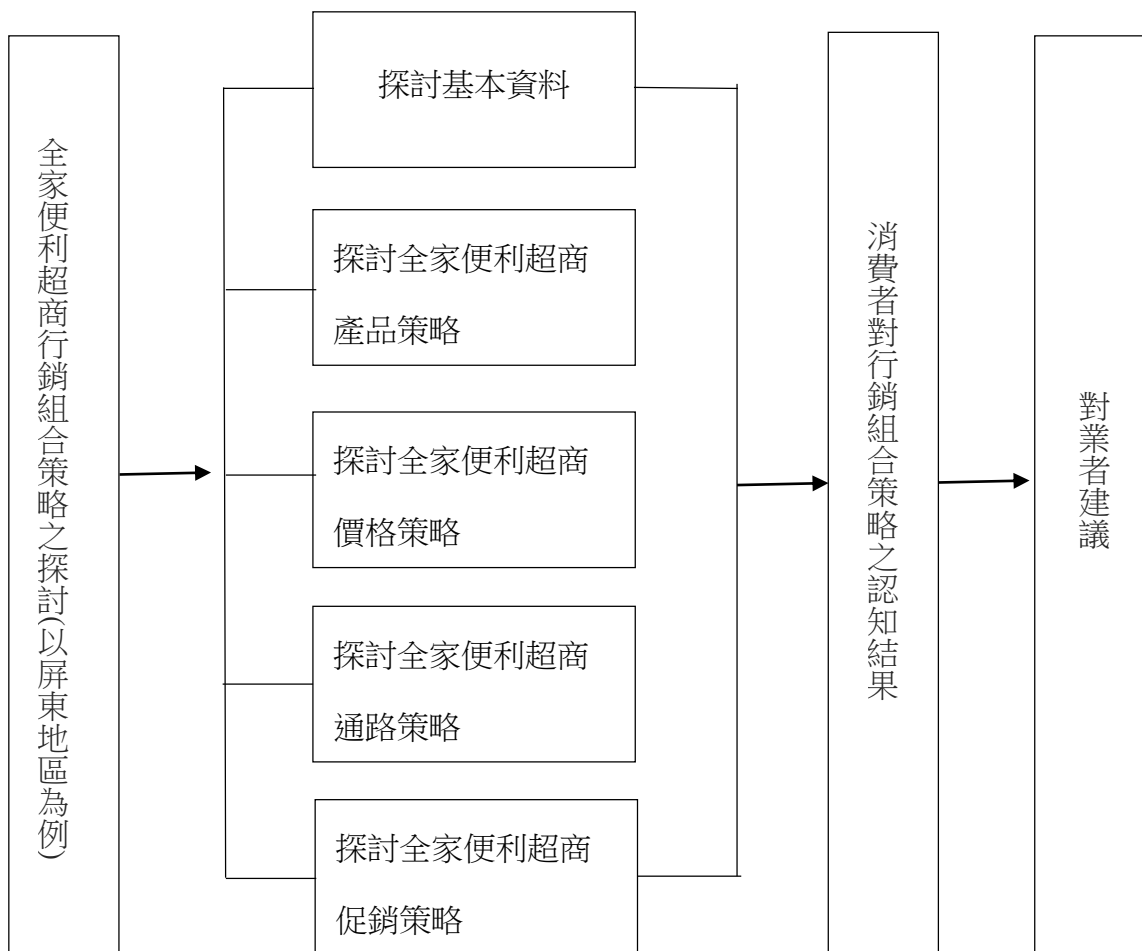 全家便利超商行銷組合策略之探討(以屏東地區為例)
探討基本資料
探討全家便利超商
產品策略
探討全家便利超商
價格策略
探討全家便利超商
通路策略
探討全家便利超商
促銷策略
消費者對行銷組合策略之認知結果
對業者建議